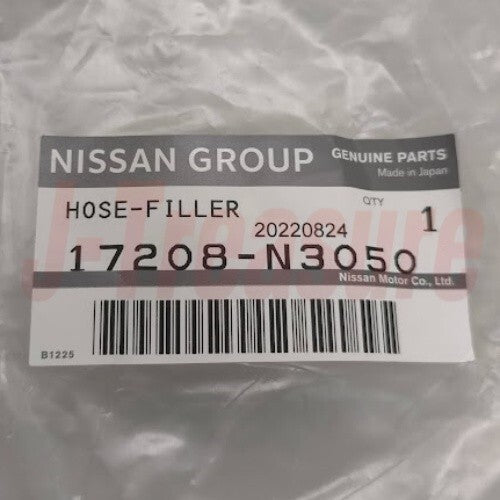 NISSAN GROUP
GENUINE PARTS
Made in Japan
HOSE-FILLER
QTY
1
20220824
17208-N3050
Nissan Motor Co., Ltd.
B1225
J-Treasure